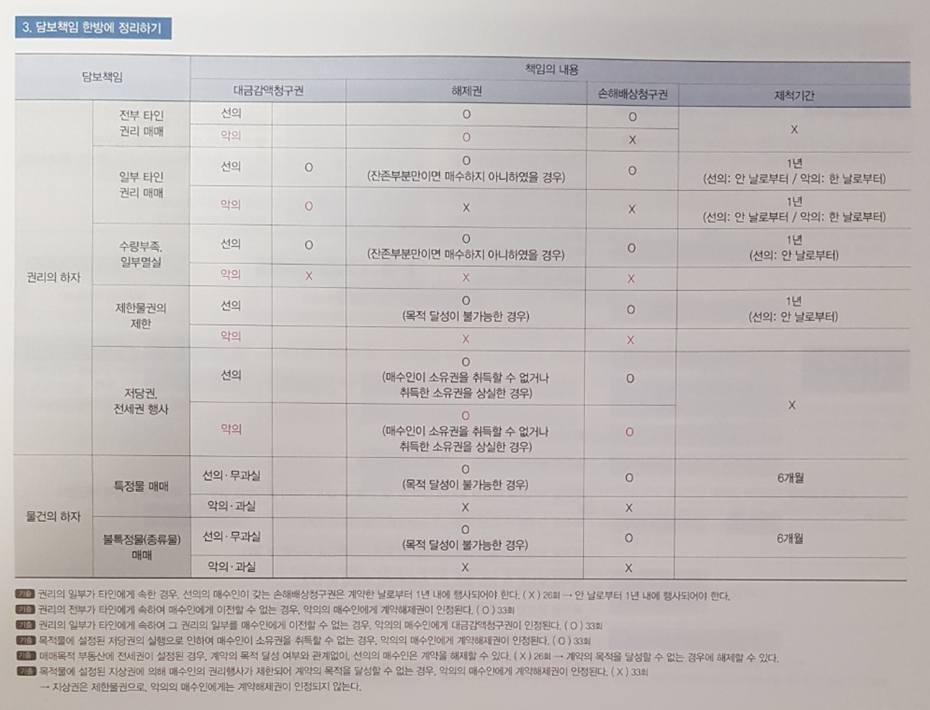 3. 담보책임 한방에 정리하기
담보책임
책임의 내용
대금감액청구권 해제권 손해배상청구권 제척기간
권리의 하자
전부 타인
권리 매매
선의 O O
악의 O X
X
일부 타인
권리 매매
선의 O O
(잔존부분만이면 매수하지 아니하였을 경우) O 1년
(선의: 안 날로부터 / 악의: 한 날로부터)
악의 O X X 1년
(선의: 안 날로부터 / 악의: 한 날로부터)
수량부족,
일부멸실
선의 O O
(잔존부분만이면 매수하지 아니하였을 경우) O 1년
(선의: 안 날로부터)
악의 X X X
제한물권의
제한
선의 O
(목적 달성이 불가능한 경우) O 1년
(선의: 안 날로부터)
악의 X X
저당권,
전세권 행사
선의 O
(매수인이 소유권을 취득할 수 없거나
취득한 소유권을 상실한 경우) O
악의 O
(매수인이 소유권을 취득할 수 없거나
취득한 소유권을 상실한 경우) O
X
물건의 하자
특정물 매매
선의·무과실 O
(목적 달성이 불가능한 경우) O 6개월
악의·과실 X X
불특정물(종류물)
매매
선의·무과실 O
(목적 달성이 불가능한 경우) O 6개월
악의·과실 X X
기출 권리의 일부가 타인에게 속한 경우, 선의의 매수인이 갖는 손해배상청구권은 계약한 날로부터 1년 내에 행사되어야 한다. ( X ) 26회 → 안 날로부터 1년 내에 행사되어야 한다.
기출 권리의 전부가 타인에게 속하여 매수인에게 이전할 수 없는 경우, 악의의 매수인에게 계약해제권이 인정된다. ( O ) 33회
기출 권리의 일부가 타인에게 속하여 그 권리의 일부를 매수인에게 이전할 수 없는 경우, 악의의 매수인에게 대금감액청구권이 인정된다. ( O ) 33회
기출 목적물에 설정된 저당권의 실행으로 인하여 매수인이 소유권을 취득할 수 없는 경우, 악의의 매수인에게 계약해제권이 인정된다. ( O ) 33회
기출 매매목적 부동산에 전세권이 설정된 경우, 계약의 목적 달성 여부와 관계없이, 선의의 매수인은 계약을 해제할 수 있다. ( X ) 26회 → 계약의 목적을 달성할 수 없는 경우에 해제할 수 있다.
기출 목적물에 설정된 지상권에 의해 매수인의 권리행사가 제한되어 계약의 목적을 달성할 수 없는 경우, 악의의 매수인에게 계약해제권이 인정된다. ( X ) 33회
→ 지상권은 제한물권으로, 악의의 매수인에게는 계약해제권이 인정되지 않는다.